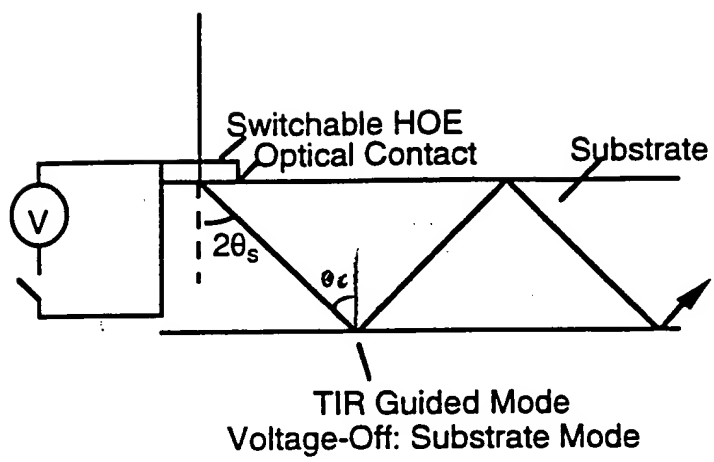 Switchable HOE
Optical Contact
Substrate
V
2θs
θc
TIR Guided Mode
Voltage-Off: Substrate Mode